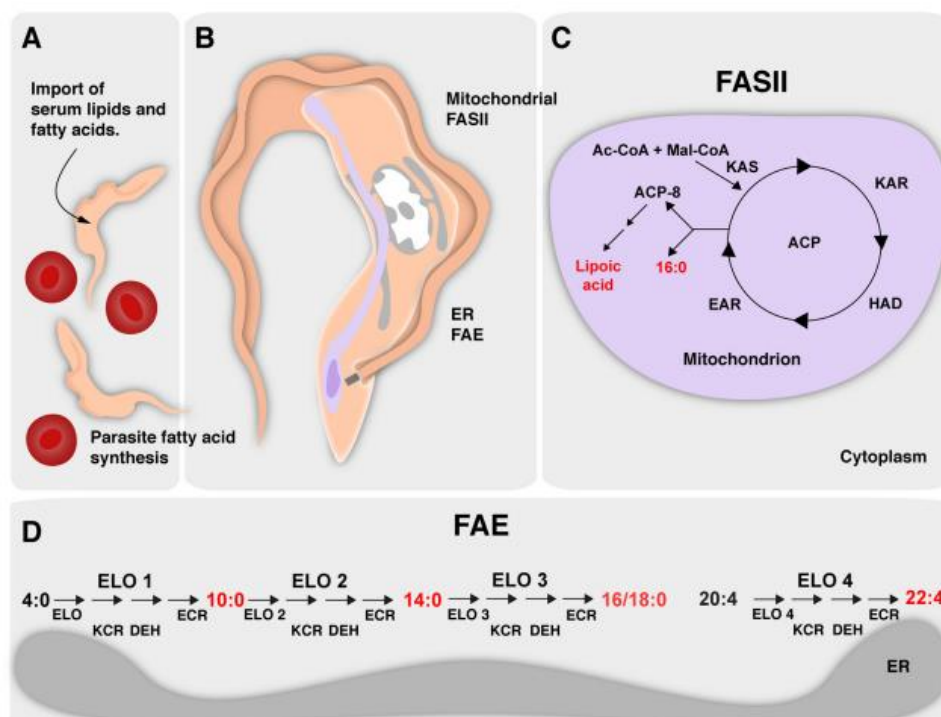 A
Import of
serum lipids and
fatty acids.
Parasite fatty acid
synthesis
B
Mitochondrial
FASII
ER
FAE
C
FASII
Ac-CoA + Mal-CoA
KAS
KAR
ACP-8
ACP
Lipoic
acid
16:0
EAR
HAD
Mitochondrion
Cytoplasm
D
FAE
ELO 1
ELO 2
ELO 3
ELO 4
4:0
ELO
ECR
10:0
ELO 2
ECR
14:0
ELO 3
ECR
16/18:0
20:4
ELO 4
ECR
22:4
KCR DEH
KCR DEH
KCR DEH
KCR DEH
ER